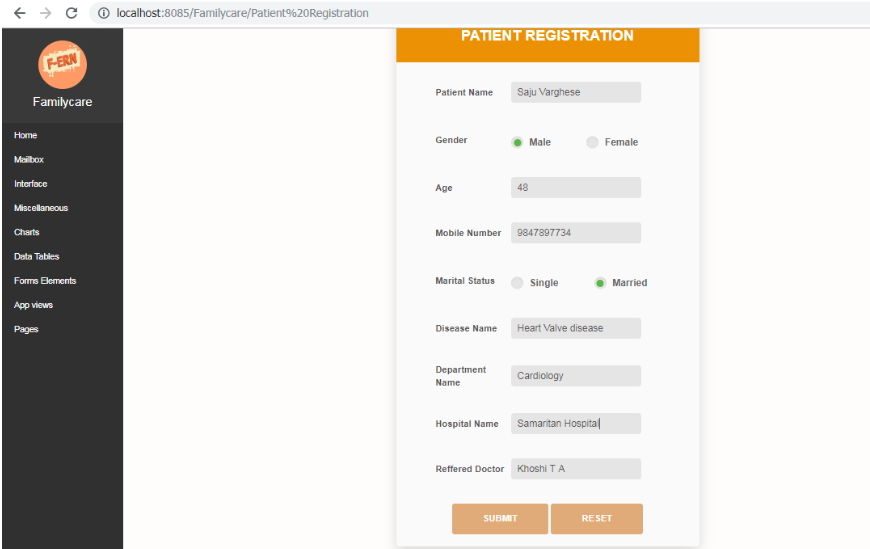 localhost:8085/Familycare/Patient%20Registration
F-ERN
Familycare
Home
Mailbox
Interface
Miscellaneous
Charts
Data Tables
Forms Elements
App views
Pages
PATIENT REGISTRATION
Patient Name Saju Varghese
Gender Male Female
Age 48
Mobile Number 9847897734
Marital Status Single Married
Disease Name Heart Valve disease
Department
Name Cardiology
Hospital Name Samaritan Hospital
Reffered Doctor Khoshi T A
SUBMIT RESET